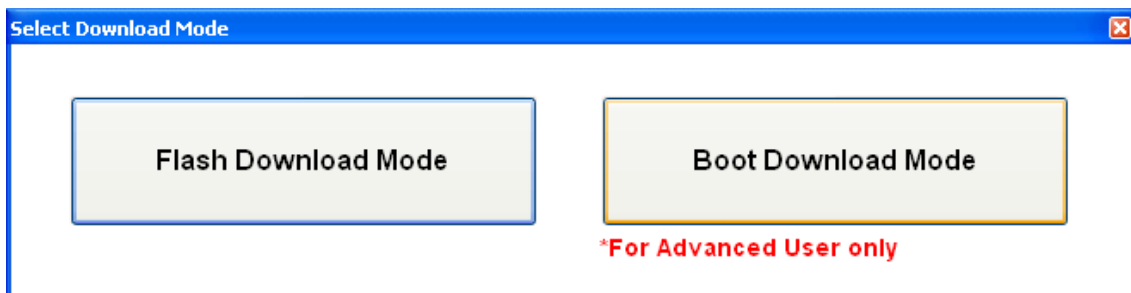 Select Download Mode
Flash Download Mode
Boot Download Mode
*For Advanced User only